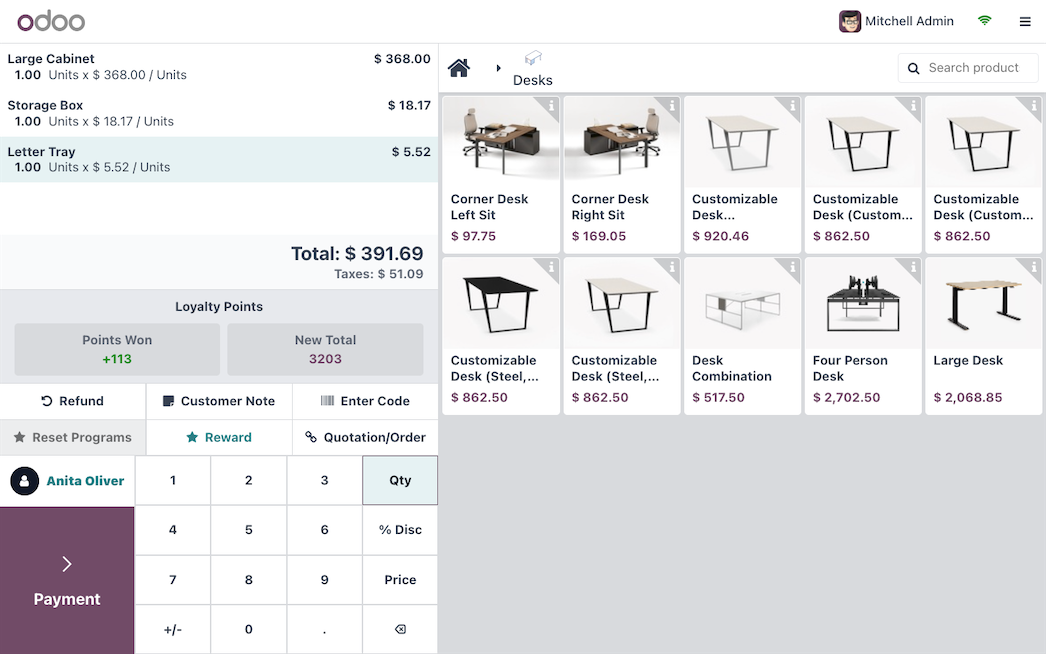 odoo
Mitchell Admin
Large Cabinet $ 368.00
1.00 Units x $ 368.00 / Units
Storage Box $ 18.17
1.00 Units x $ 18.17 / Units
Letter Tray $ 5.52
1.00 Units x $ 5.52 / Units
Total: $ 391.69
Taxes: $ 51.09
Loyalty Points
Points Won
+113
New Total
3203
Refund
Customer Note
Enter Code
Reset Programs
Reward
Quotation/Order
Anita Oliver
1 2 3 Qty
4 5 6 % Disc
7 8 9 Price
+/- 0 .
Payment
Desks
Search product
Corner Desk
Left Sit
$ 97.75
Corner Desk
Right Sit
$ 169.05
Customizable
Desk...
$ 920.46
Customizable
Desk (Custom...
$ 862.50
Customizable
Desk (Custom...
$ 862.50
Customizable
Desk (Steel,...
$ 862.50
Customizable
Desk (Steel,...
$ 862.50
Desk
Combination
$ 517.50
Four Person
Desk
$ 2,702.50
Large Desk
$ 2,068.85